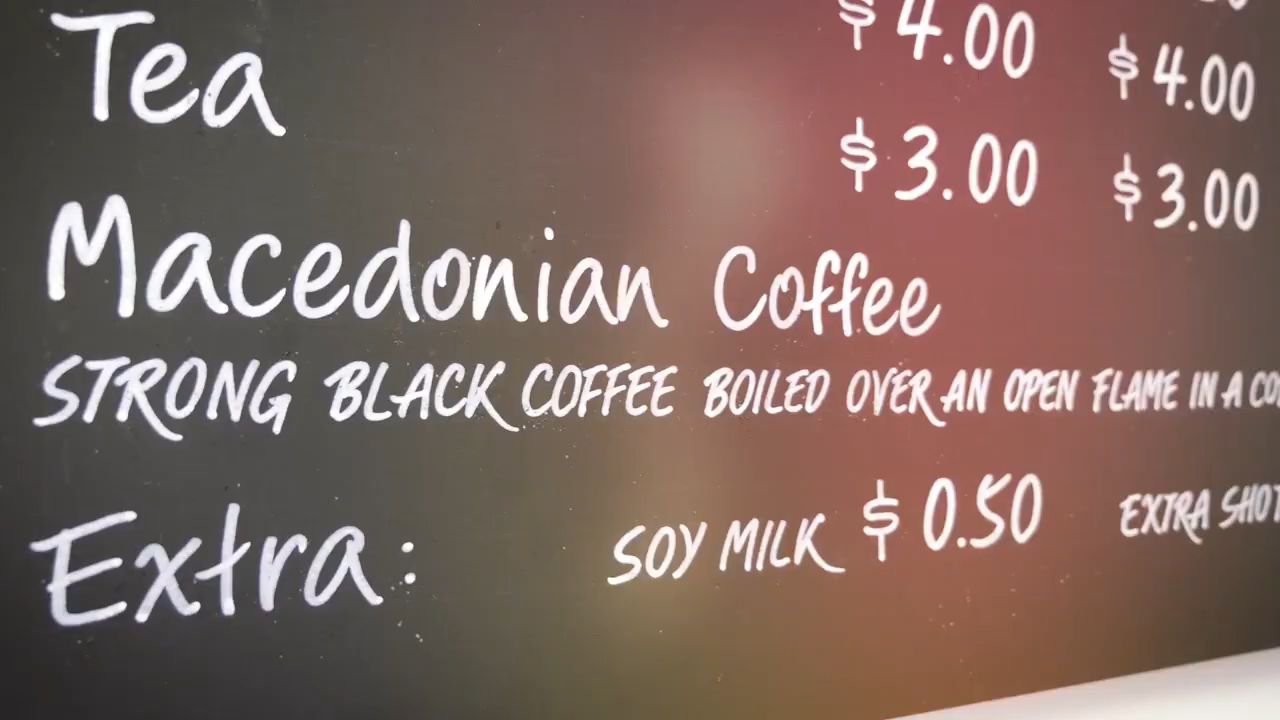 Tea $4.00 $4.00
$3.00 $3.00
Macedonian Coffee
STRONG BLACK COFFEE BOILED OVER AN OPEN FLAME IN A
Extra: SOY MILK $0.50 EXTRA SHOT